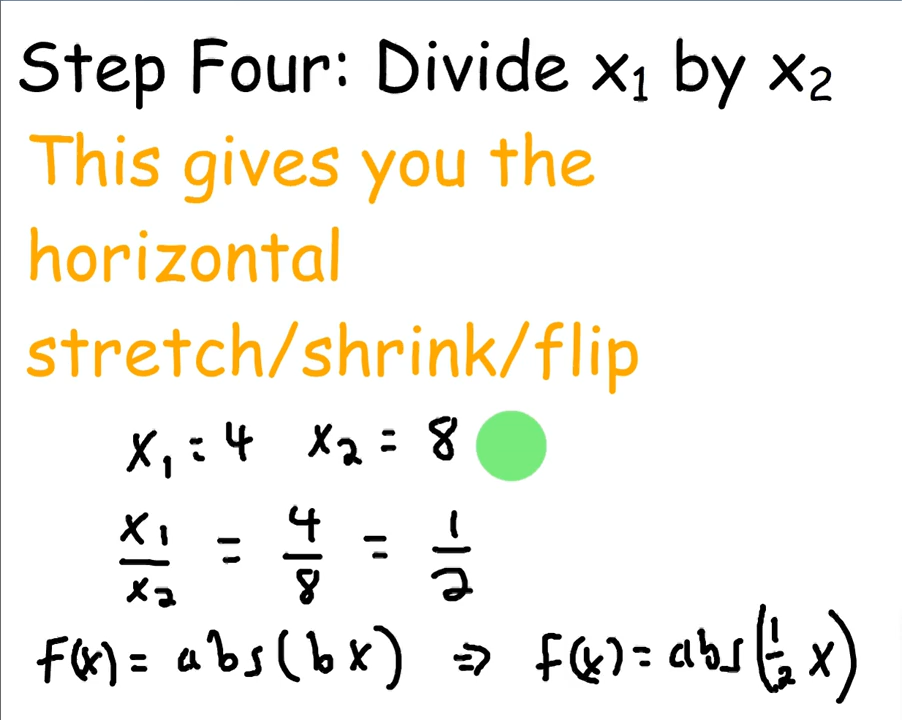 Step Four: Divide x₁ by x₂
This gives you the
horizontal
stretch/shrink/flip
x₁ = 4 x₂ = 8
x₁/x₂ = 4/8 = 1/2
F(x) = abs(bx) ⇒ F(x) = abs(1/2 x)